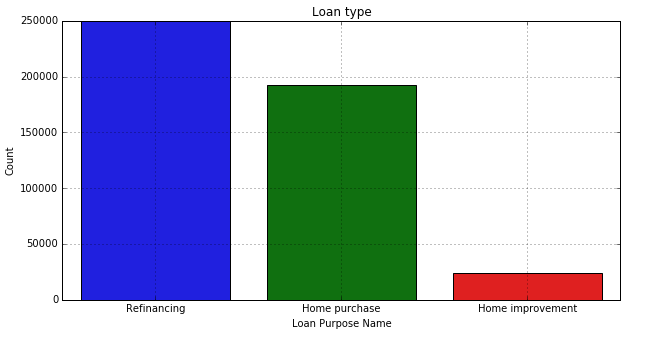 Loan type
250000
200000
150000
100000
50000
0
Count
Refinancing Home purchase Home improvement
Loan Purpose Name